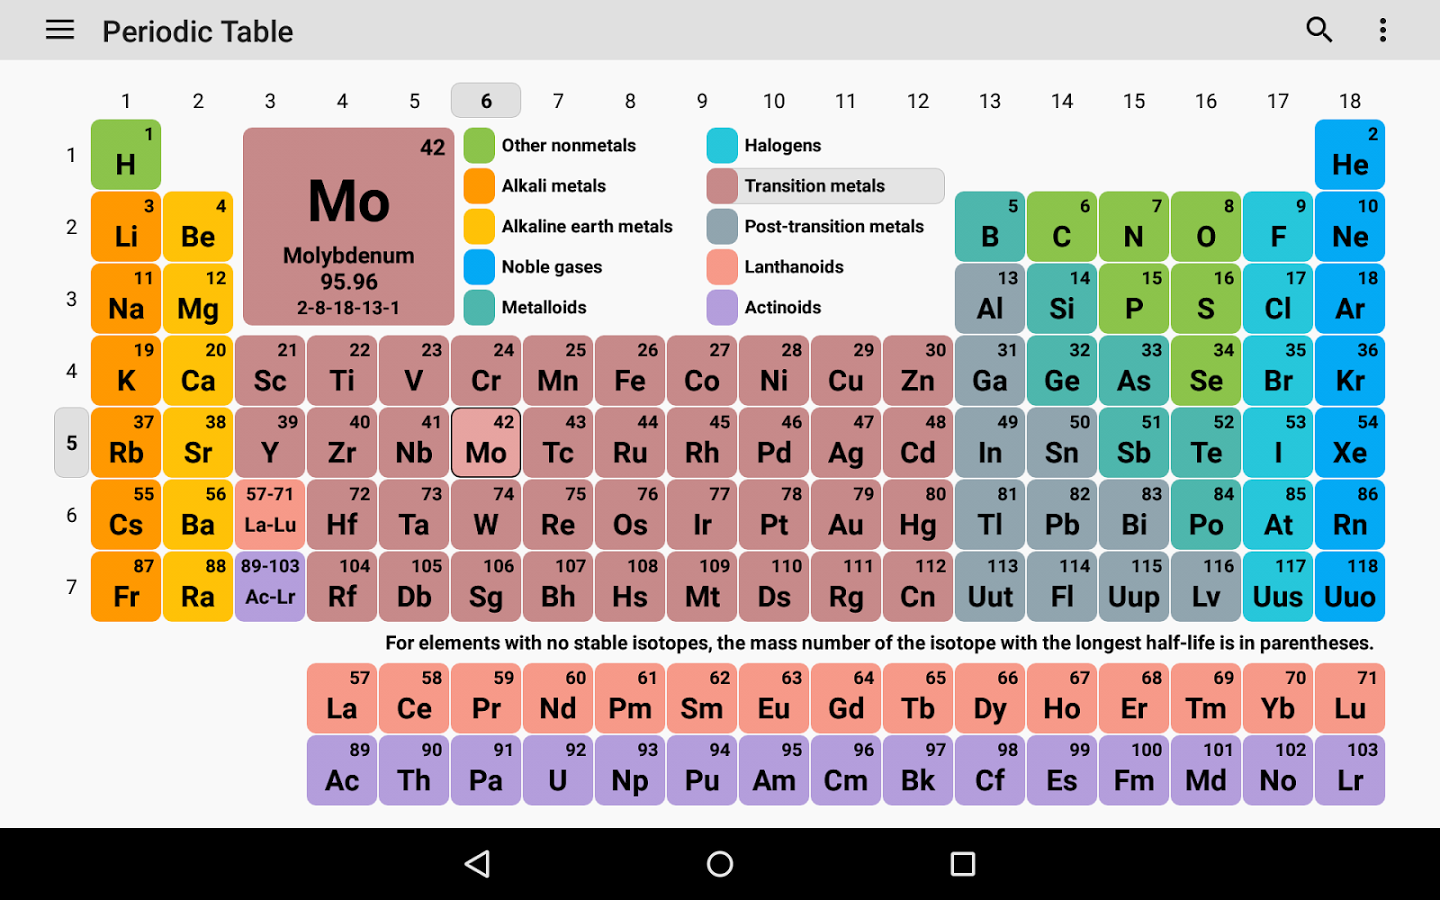 Periodic Table
1 2 3 4 5 6 7 8 9 10 11 12 13 14 15 16 17 18
1 1 H 2 He
42
Mo
Molybdenum
95.96
2-8-18-13-1
Other nonmetals Halogens
Alkali metals Transition metals
Alkaline earth metals Post-transition metals
Noble gases Lanthanoids
Metalloids Actinoids
2 3 Li 4 Be 5 B 6 C 7 N 8 O 9 F 10 Ne
3 11 Na 12 Mg 13 Al 14 Si 15 P 16 S 17 Cl 18 Ar
4 19 K 20 Ca 21 Sc 22 Ti 23 V 24 Cr 25 Mn 26 Fe 27 Co 28 Ni 29 Cu 30 Zn 31 Ga 32 Ge 33 As 34 Se 35 Br 36 Kr
5 37 Rb 38 Sr 39 Y 40 Zr 41 Nb 42 Mo 43 Tc 44 Ru 45 Rh 46 Pd 47 Ag 48 Cd 49 In 50 Sn 51 Sb 52 Te 53 I 54 Xe
6 55 Cs 56 Ba 57-71 La-Lu 72 Hf 73 Ta 74 W 75 Re 76 Os 77 Ir 78 Pt 79 Au 80 Hg 81 Tl 82 Pb 83 Bi 84 Po 85 At 86 Rn
7 87 Fr 88 Ra 89-103 Ac-Lr 104 Rf 105 Db 106 Sg 107 Bh 108 Hs 109 Mt 110 Ds 111 Rg 112 Cn 113 Uut 114 Fl 115 Uup 116 Lv 117 Uus 118 Uuo
For elements with no stable isotopes, the mass number of the isotope with the longest half-life is in parentheses.
57 La 58 Ce 59 Pr 60 Nd 61 Pm 62 Sm 63 Eu 64 Gd 65 Tb 66 Dy 67 Ho 68 Er 69 Tm 70 Yb 71 Lu
89 Ac 90 Th 91 Pa 92 U 93 Np 94 Pu 95 Am 96 Cm 97 Bk 98 Cf 99 Es 100 Fm 101 Md 102 No 103 Lr